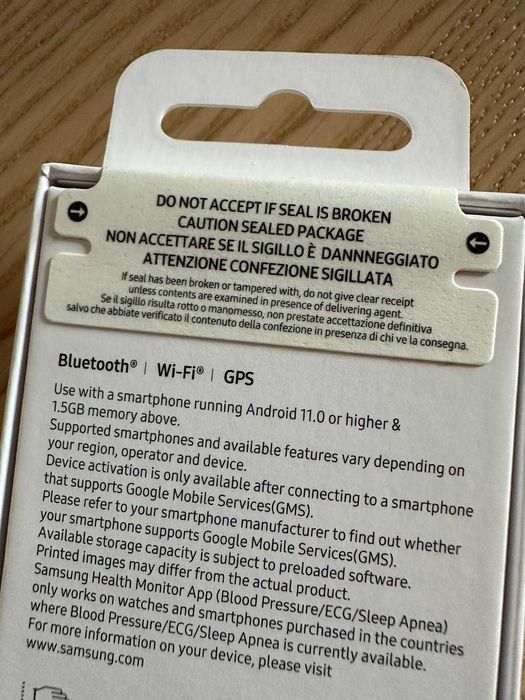 DO NOT ACCEPT IF SEAL IS BROKEN
CAUTION SEALED PACKAGE
NON ACCETTARE SE IL SIGILLO È DANNNEGGIATO
ATTENZIONE CONFEZIONE SIGILLATA
If seal has been broken or tampered with, do not give clear receipt
unless contents are examined in presence of delivering agent.
Se il sigillo risulta rotto o manomesso, non prestate accettazione definitiva
salvo che abbiate verificato il contenuto della confezione in presenza di chi ve la consegna.
Bluetooth® | Wi-Fi® | GPS
Use with a smartphone running Android 11.0 or higher &
1.5GB memory above.
Supported smartphones and available features vary depending on
your region, operator and device.
Device activation is only available after connecting to a smartphone
that supports Google Mobile Services(GMS).
Please refer to your smartphone manufacturer to find out whether
your smartphone supports Google Mobile Services(GMS).
Available storage capacity is subject to preloaded software.
Printed images may differ from the actual product.
Samsung Health Monitor App (Blood Pressure/ECG/Sleep Apnea)
only works on watches and smartphones purchased in the countries
where Blood Pressure/ECG/Sleep Apnea is currently available.
For more information on your device, please visit
www.samsung.com